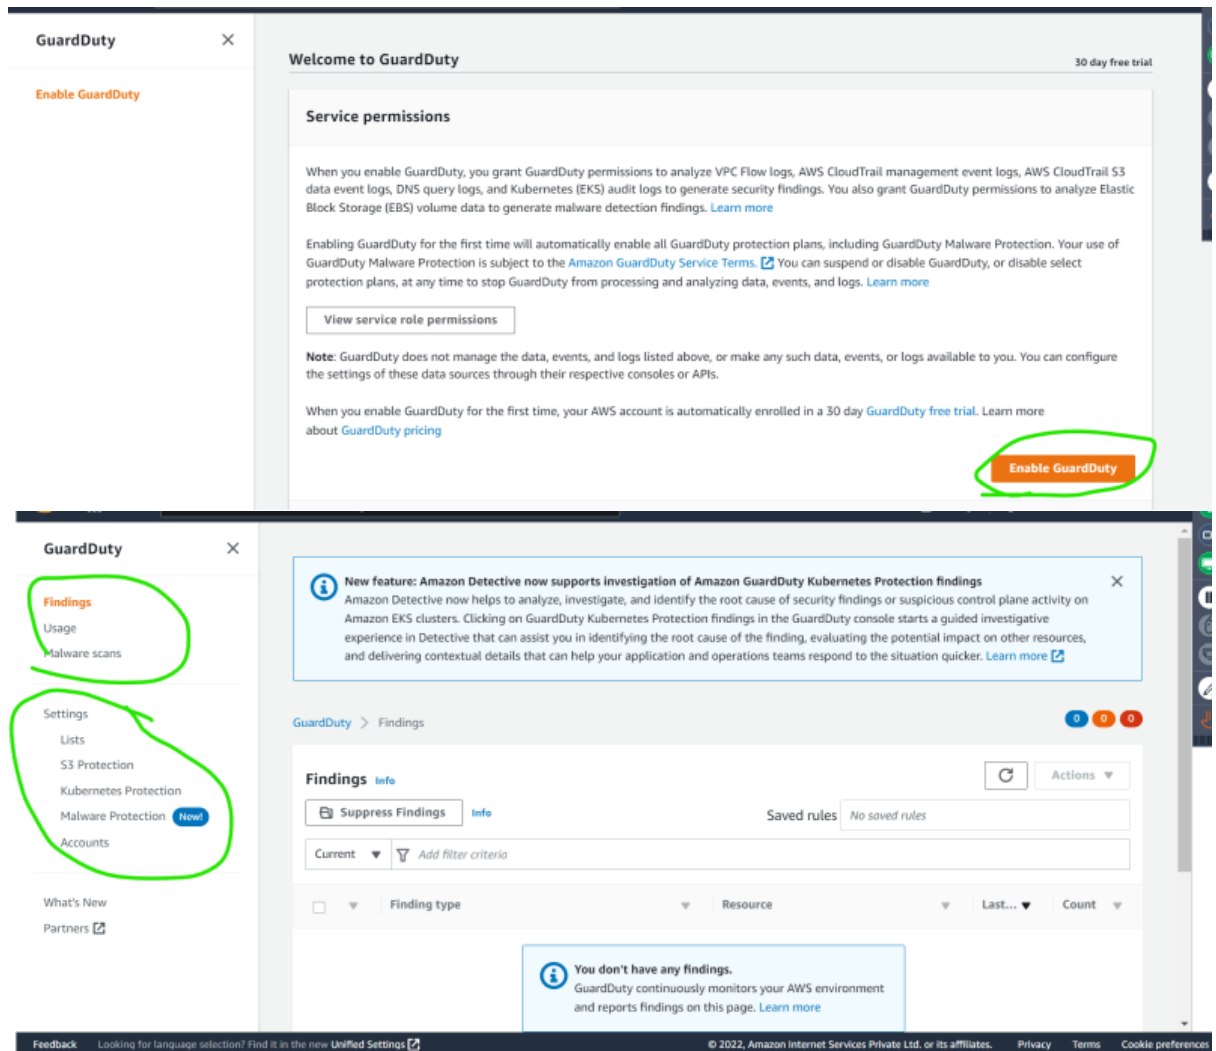 GuardDuty
Enable GuardDuty
Welcome to GuardDuty
30 day free trial
Service permissions
When you enable GuardDuty, you grant GuardDuty permissions to analyze VPC Flow logs, AWS CloudTrail management event logs, AWS CloudTrail S3
data event logs, DNS query logs, and Kubernetes (EKS) audit logs to generate security findings. You also grant GuardDuty permissions to analyze Elastic
Block Storage (EBS) volume data to generate malware detection findings. Learn more
Enabling GuardDuty for the first time will automatically enable all GuardDuty protection plans, including GuardDuty Malware Protection. Your use of
GuardDuty Malware Protection is subject to the Amazon GuardDuty Service Terms. You can suspend or disable GuardDuty, or disable select
protection plans, at any time to stop GuardDuty from processing and analyzing data, events, and logs. Learn more
View service role permissions
Note: GuardDuty does not manage the data, events, and logs listed above, or make any such data, events, or logs available to you. You can configure
the settings of these data sources through their respective consoles or APIs.
When you enable GuardDuty for the first time, your AWS account is automatically enrolled in a 30 day GuardDuty free trial. Learn more
about GuardDuty pricing
Enable GuardDuty
GuardDuty
Findings
Usage
Malware scans
Settings
Lists
S3 Protection
Kubernetes Protection
Malware Protection New!
Accounts
What's New
Partners
New feature: Amazon Detective now supports investigation of Amazon GuardDuty Kubernetes Protection findings
Amazon Detective now helps to analyze, investigate, and identify the root cause of security findings or suspicious control plane activity on
Amazon EKS clusters. Clicking on GuardDuty Kubernetes Protection findings in the GuardDuty console starts a guided investigative
experience in Detective that can assist you in identifying the root cause of the finding, evaluating the potential impact on other resources,
and delivering contextual details that can help your application and operations teams respond to the situation quicker. Learn more
GuardDuty > Findings
0 0 0
Findings Info
Actions
Suppress Findings Info
Saved rules No saved rules
Current Add filter criteria
Finding type Resource Last... Count
You don't have any findings.
GuardDuty continuously monitors your AWS environment
and reports findings on this page. Learn more
Feedback Looking for language selection? Find it in the new Unified Settings © 2022, Amazon Internet Services Private Ltd. or its affiliates. Privacy Terms Cookie preferences